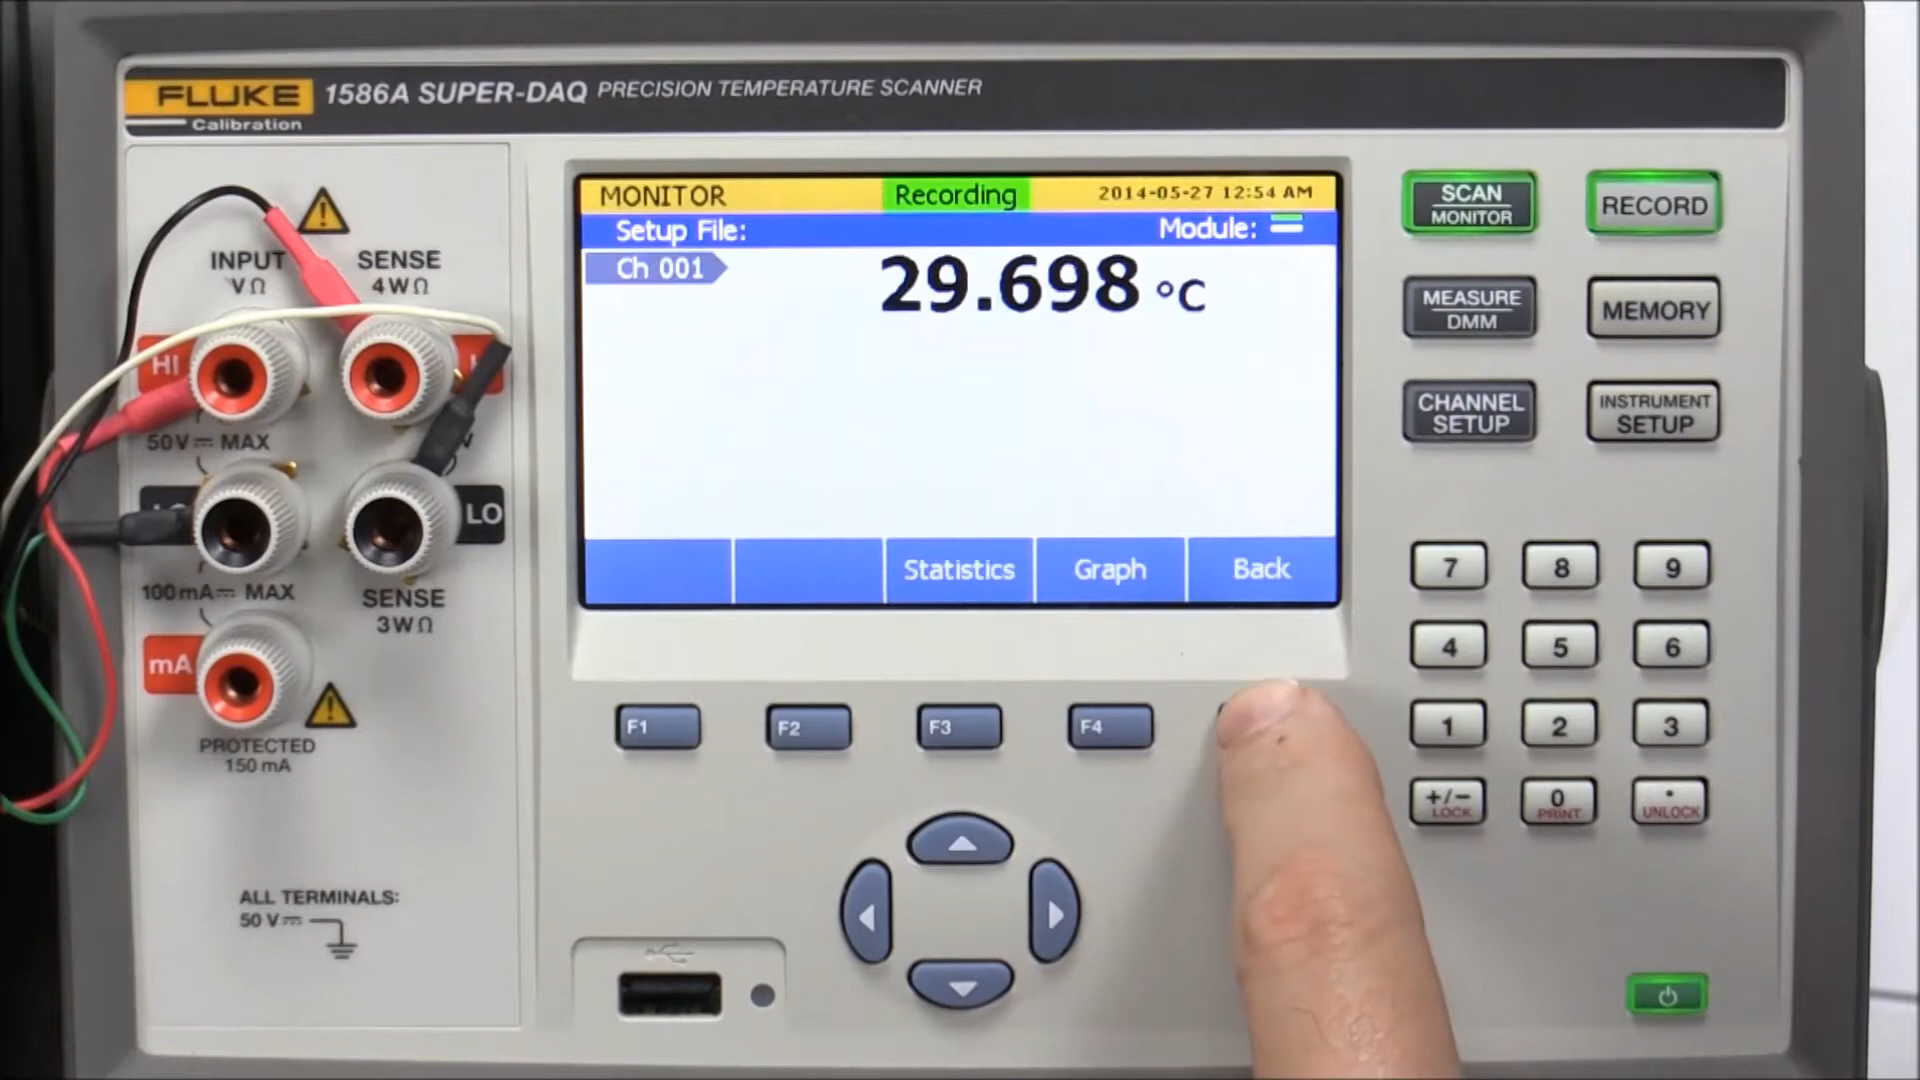 FLUKE
Calibration
1586A SUPER-DAQ PRECISION TEMPERATURE SCANNER
INPUT
V Ω
SENSE
4W Ω
HI
50 V MAX
100 mA MAX
LO
SENSE
3W Ω
mA
PROTECTED
150 mA
ALL TERMINALS:
50 V
MONITOR
Recording
2014-05-27 12:54 AM
Setup File:
Module:
Ch 001
29.698 °C
Statistics
Graph
Back
F1
F2
F3
F4
SCAN
MONITOR
RECORD
MEASURE
DMM
MEMORY
CHANNEL
SETUP
INSTRUMENT
SETUP
7
8
9
4
5
6
1
2
3
+/-
LOCK
0
PRINT
.
UNLOCK